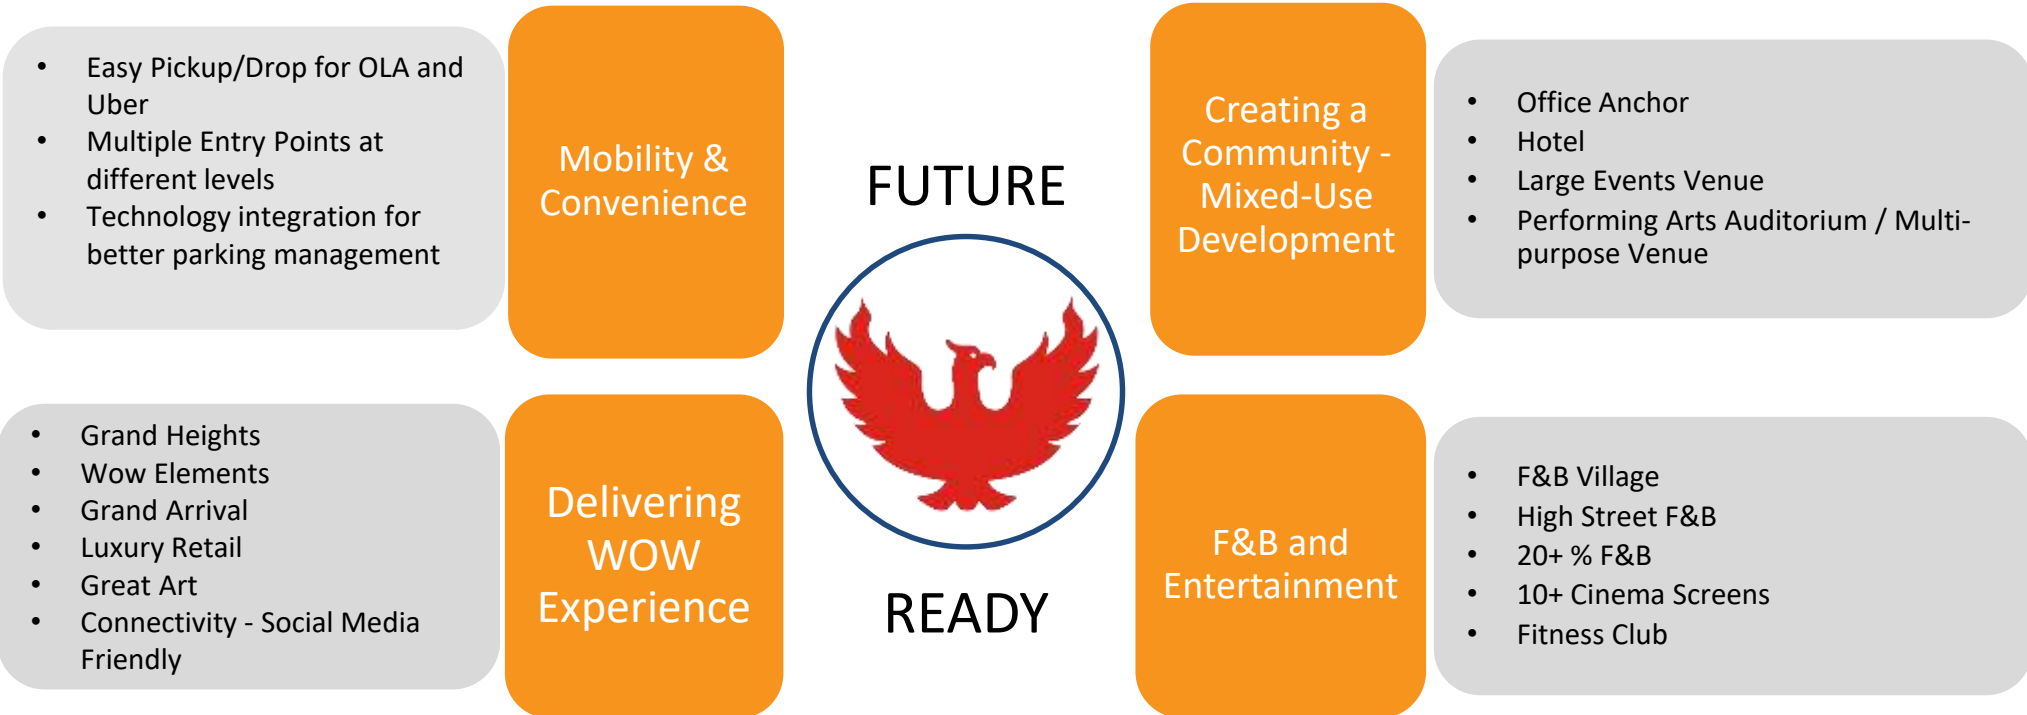 • Easy Pickup/Drop for OLA and
Uber
• Multiple Entry Points at
different levels
• Technology integration for
better parking management
Mobility &
Convenience
FUTURE
Creating a
Community -
Mixed-Use
Development
• Office Anchor
• Hotel
• Large Events Venue
• Performing Arts Auditorium / Multi-
purpose Venue
• Grand Heights
• Wow Elements
• Grand Arrival
• Luxury Retail
• Great Art
• Connectivity - Social Media
Friendly
Delivering
WOW
Experience
READY
F&B and
Entertainment
• F&B Village
• High Street F&B
• 20+ % F&B
• 10+ Cinema Screens
• Fitness Club